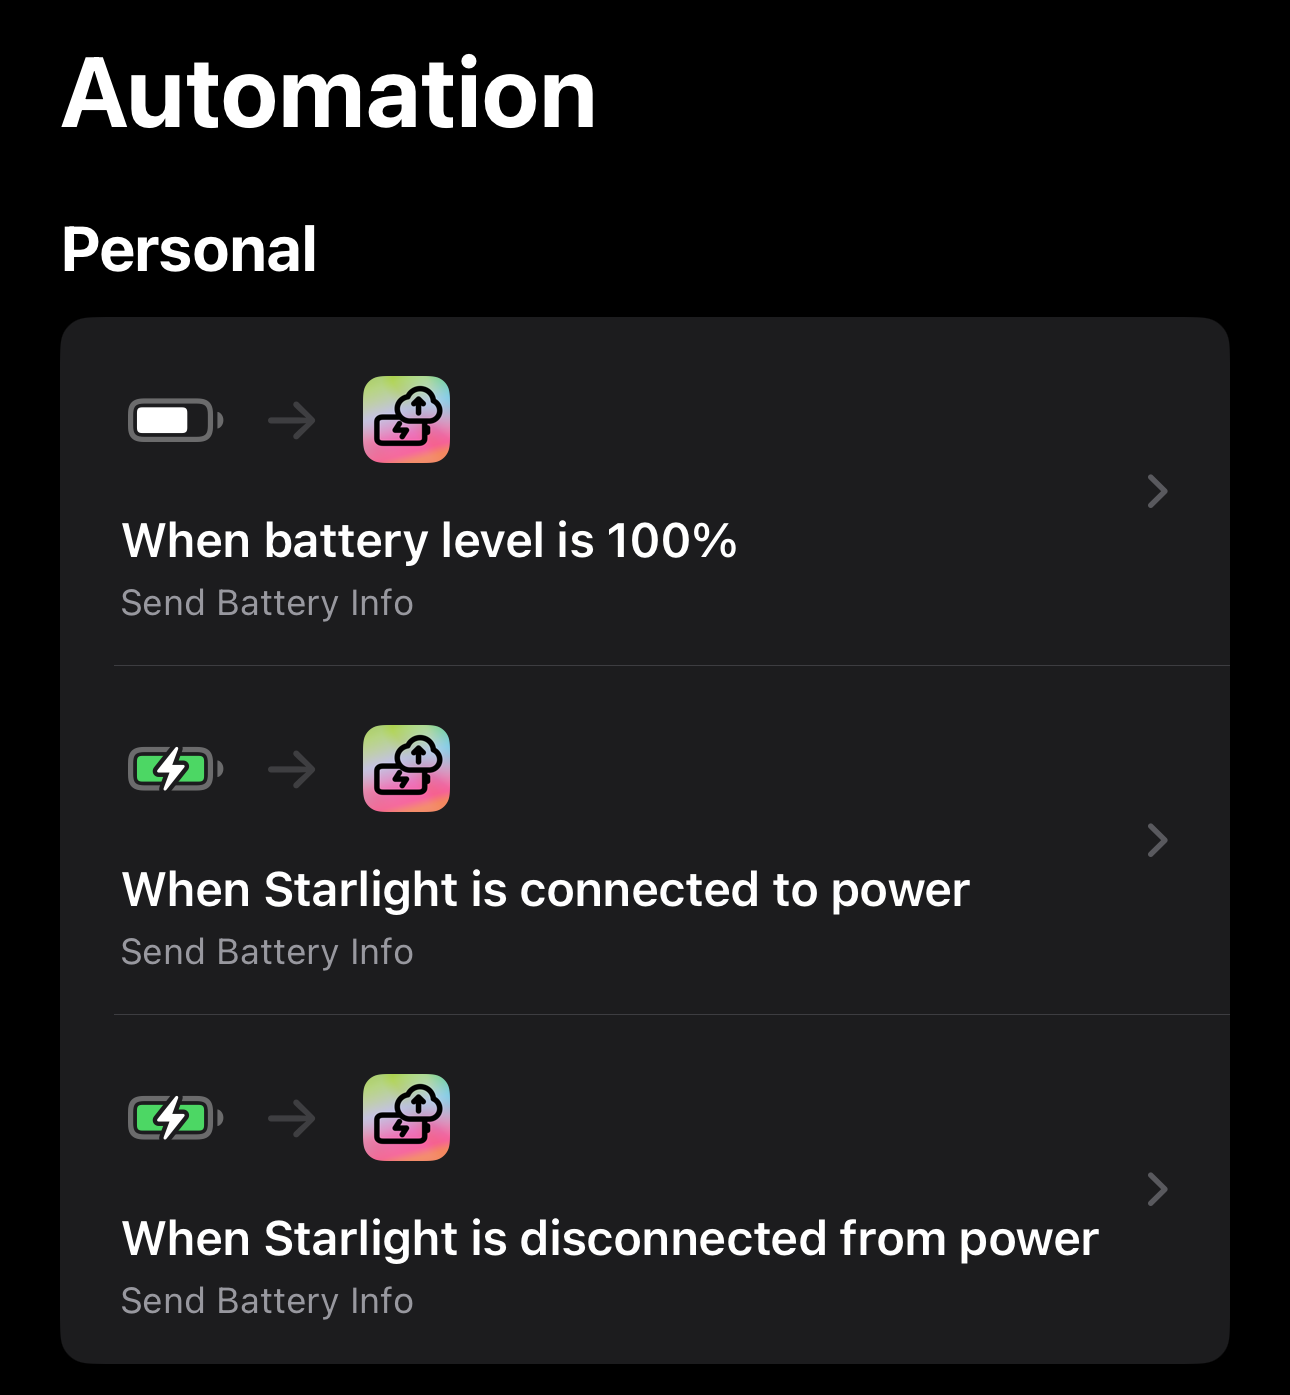 Automation
Personal
When battery level is 100%
Send Battery Info
When Starlight is connected to power
Send Battery Info
When Starlight is disconnected from power
Send Battery Info